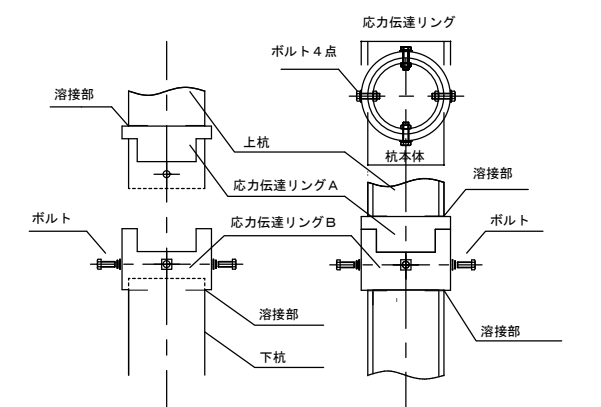 応力伝達リング
ボルト４点
溶接部
上杭
杭本体
溶接部
応力伝達リングＡ
ボルト
応力伝達リングＢ
ボルト
溶接部
溶接部
下杭